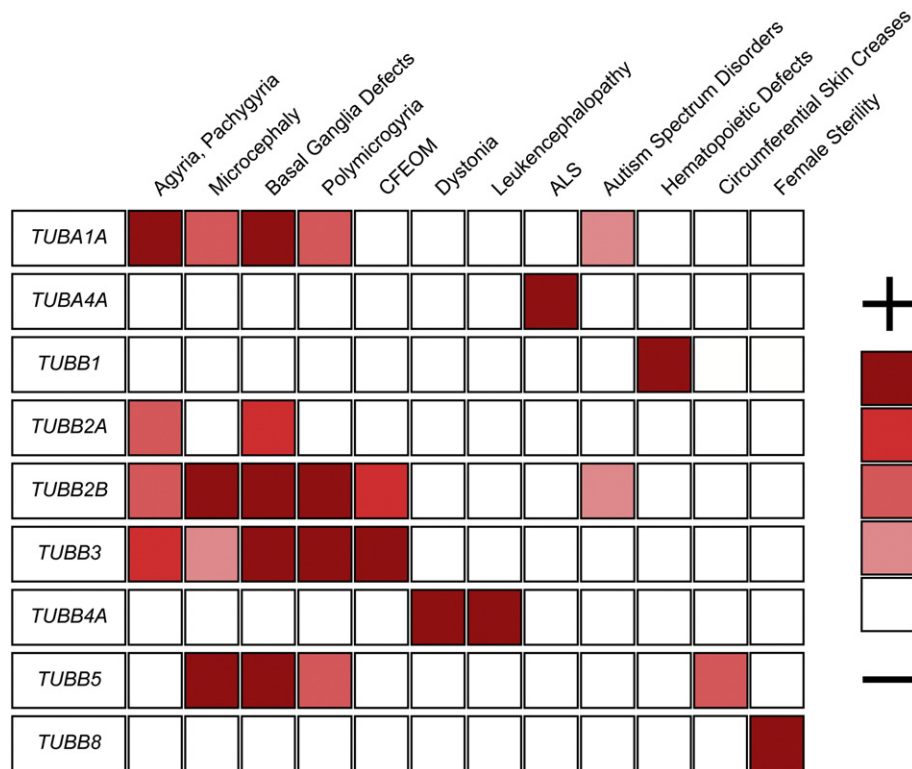 Agyria, Pachygyria
Microcephaly
Basal Ganglia Defects
Polymicrogyria
CFEOM
Dystonia
Leukencephalopathy
ALS
Autism Spectrum Disorders
Hematopoietic Defects
Circumferential Skin Creases
Female Sterility
TUBA1A
TUBA4A
+
TUBB1
TUBB2A
TUBB2B
TUBB3
TUBB4A
TUBB5
−
TUBB8